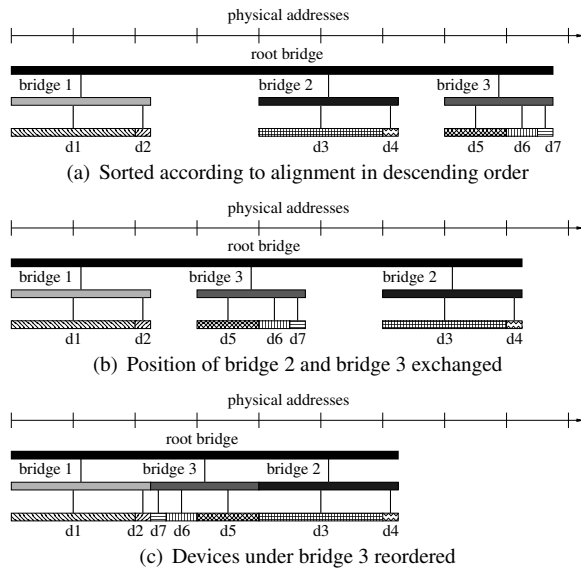 physical addresses
root bridge
bridge 1 bridge 2 bridge 3
d1 d2 d3 d4 d5 d6 d7
(a) Sorted according to alignment in descending order
physical addresses
root bridge
bridge 1 bridge 3 bridge 2
d1 d2 d5 d6 d7 d3 d4
(b) Position of bridge 2 and bridge 3 exchanged
physical addresses
root bridge
bridge 1 bridge 3 bridge 2
d1 d2 d7 d6 d5 d3 d4
(c) Devices under bridge 3 reordered